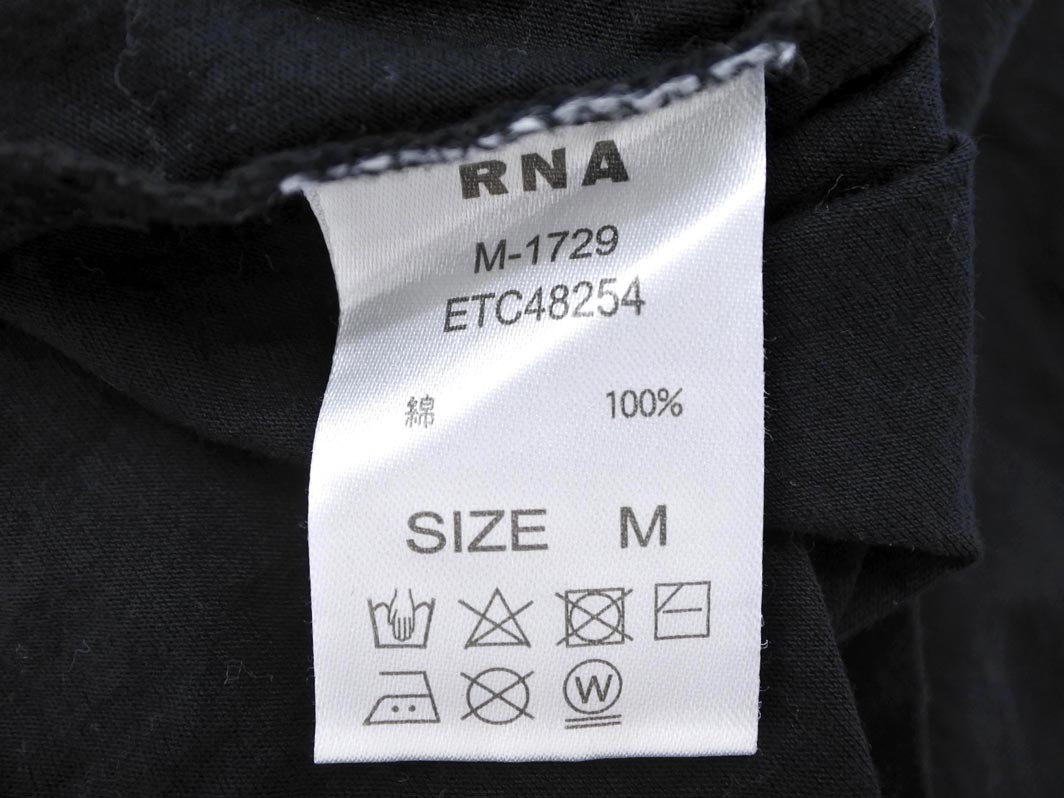 RNA
M-1729
ETC48254
綿 100%
SIZE M
W